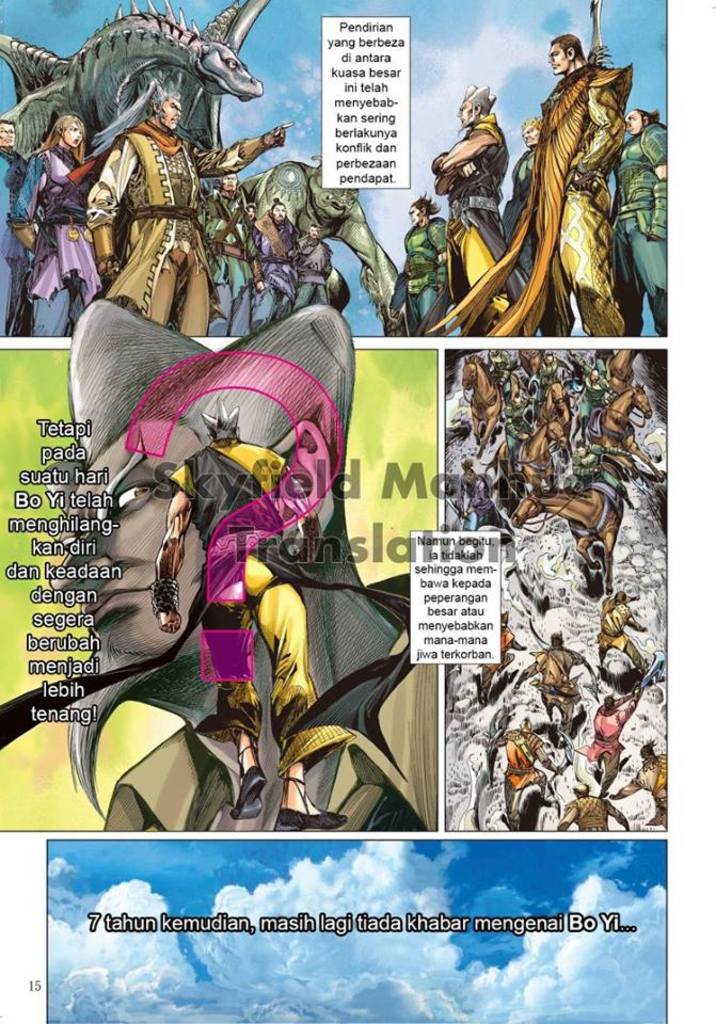 Pendirian
yang berbeza
di antara
kuasa besar
ini telah
menyebab-
kan sering
berlakunya
konflik dan
perbezaan
pendapat.
Tetapi
pada
suatu hari
Bo Yi telah
menghilang-
kan diri
dan keadaan
dengan
segera
berubah
menjadi
lebih
tenang!
?
Skyfield Manhua
Translation
Namun begitu,
ia tidaklah
sehingga mem-
bawa kepada
peperangan
besar atau
menyebabkan
mana-mana
jiwa terkorban.
7 tahun kemudian, masih lagi tiada khabar mengenai Bo Yi...
15